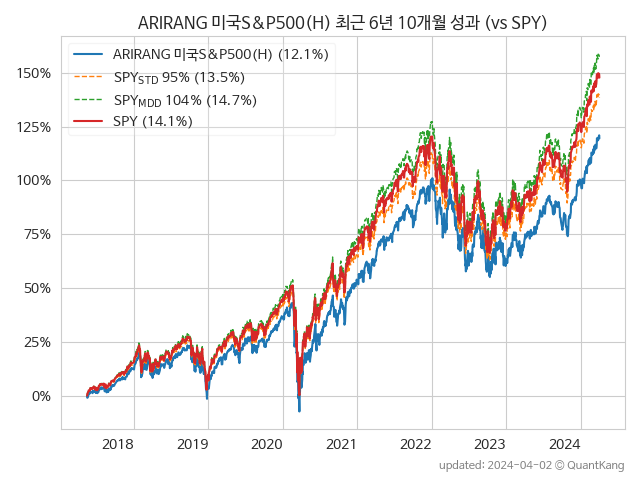 ARIRANG 미국S&P500(H) 최근 6년 10개월 성과 (vs SPY)
ARIRANG 미국S&P500(H) (12.1%)
SPY_STD 95% (13.5%)
SPY_MDD 104% (14.7%)
SPY (14.1%)
150%
125%
100%
75%
50%
25%
0%
2018 2019 2020 2021 2022 2023 2024
updated: 2024-04-02 © QuantKang